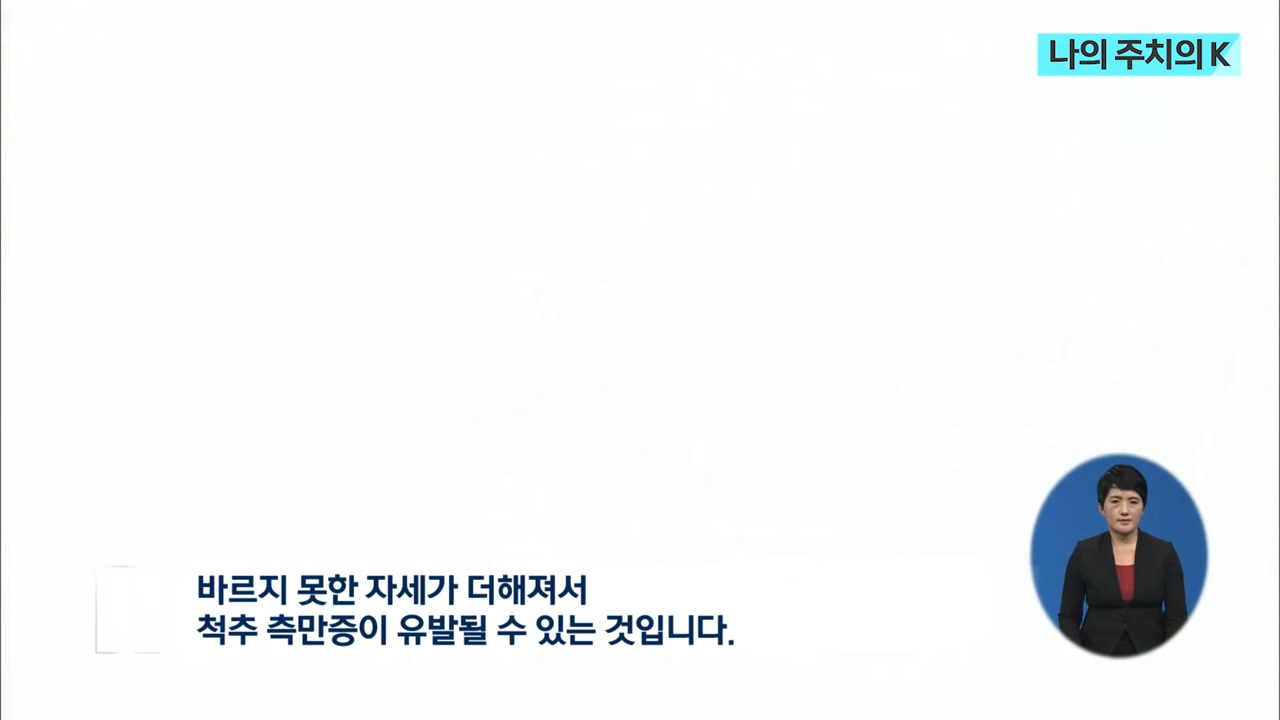 나의 주치의 K
바르지 못한 자세가 더해져서
척추 측만증이 유발될 수 있는 것입니다.